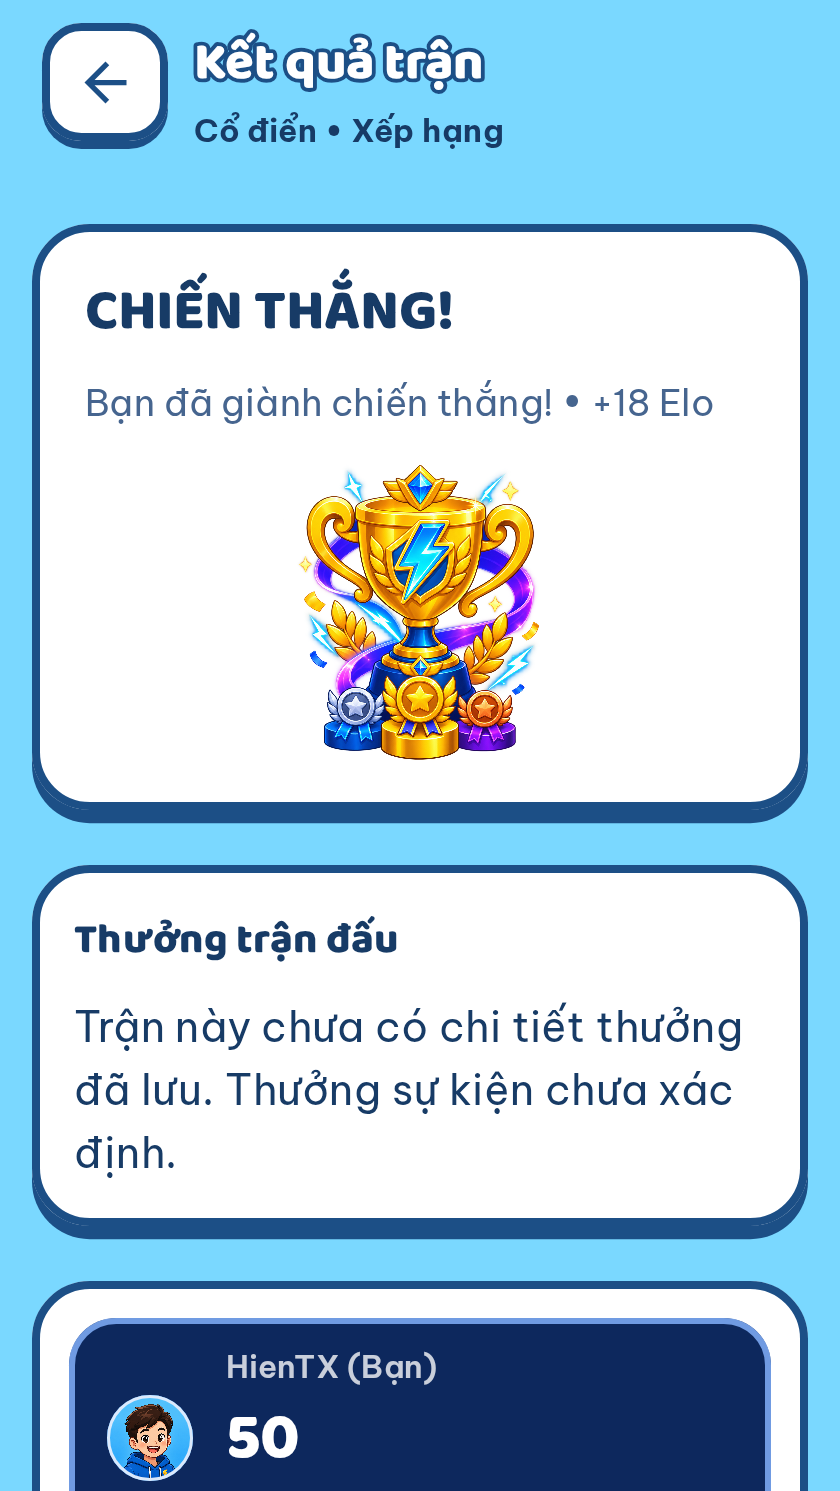 Kết quả trận
Cổ điển • Xếp hạng
CHIẾN THẮNG!
Bạn đã giành chiến thắng! • +18 Elo
Thưởng trận đấu
Trận này chưa có chi tiết thưởng
đã lưu. Thưởng sự kiện chưa xác
định.
HienTX (Bạn)
50